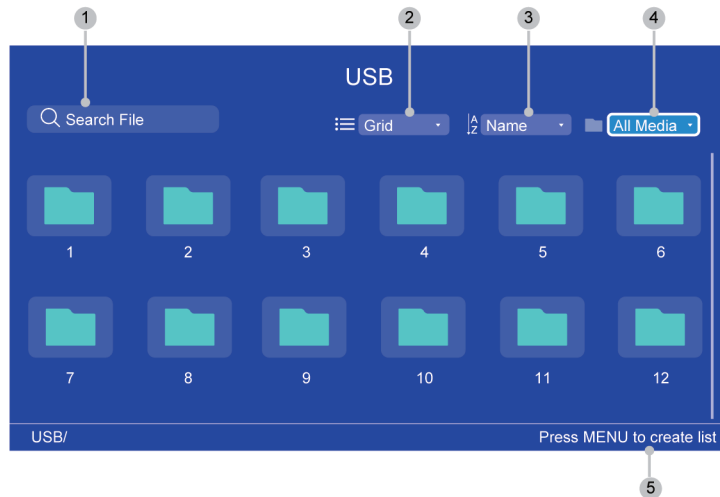 1 2 3 4
USB
Search File Grid A Z Name All Media
1 2 3 4 5 6
7 8 9 10 11 12
USB/ Press MENU to create list
5